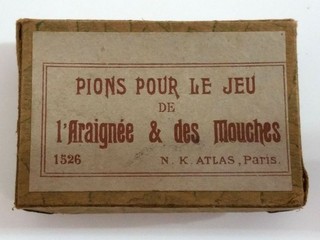 PIONS POUR LE JEU
DE
l'Araignée & des Mouches
1526 N. K. ATLAS, Paris.